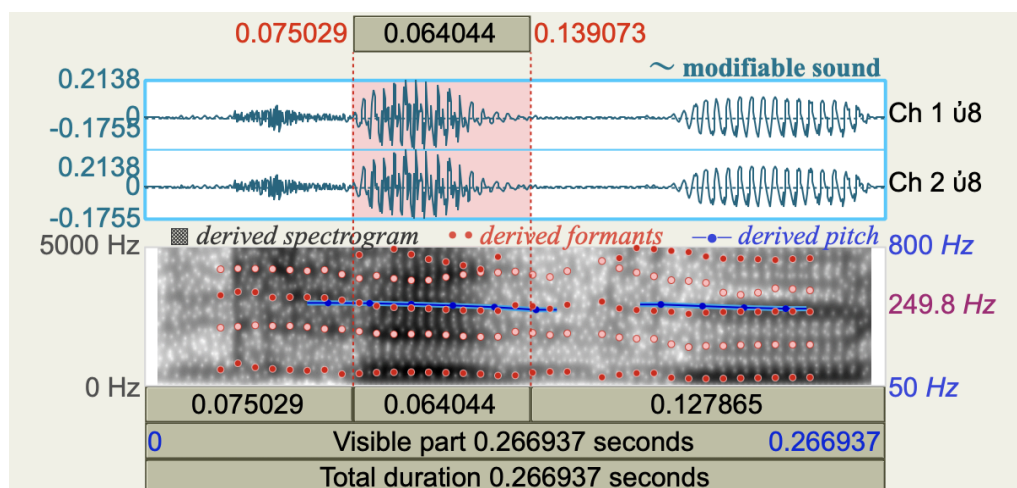 0.075029 0.064044 0.139073
~ modifiable sound
0.2138
0
-0.1755
Ch 1 ὐ8
0.2138
0
-0.1755
Ch 2 ὐ8
5000 Hz derived spectrogram derived formants derived pitch 800 Hz
249.8 Hz
0 Hz 50 Hz
0.075029 0.064044 0.127865
0 Visible part 0.266937 seconds 0.266937
Total duration 0.266937 seconds